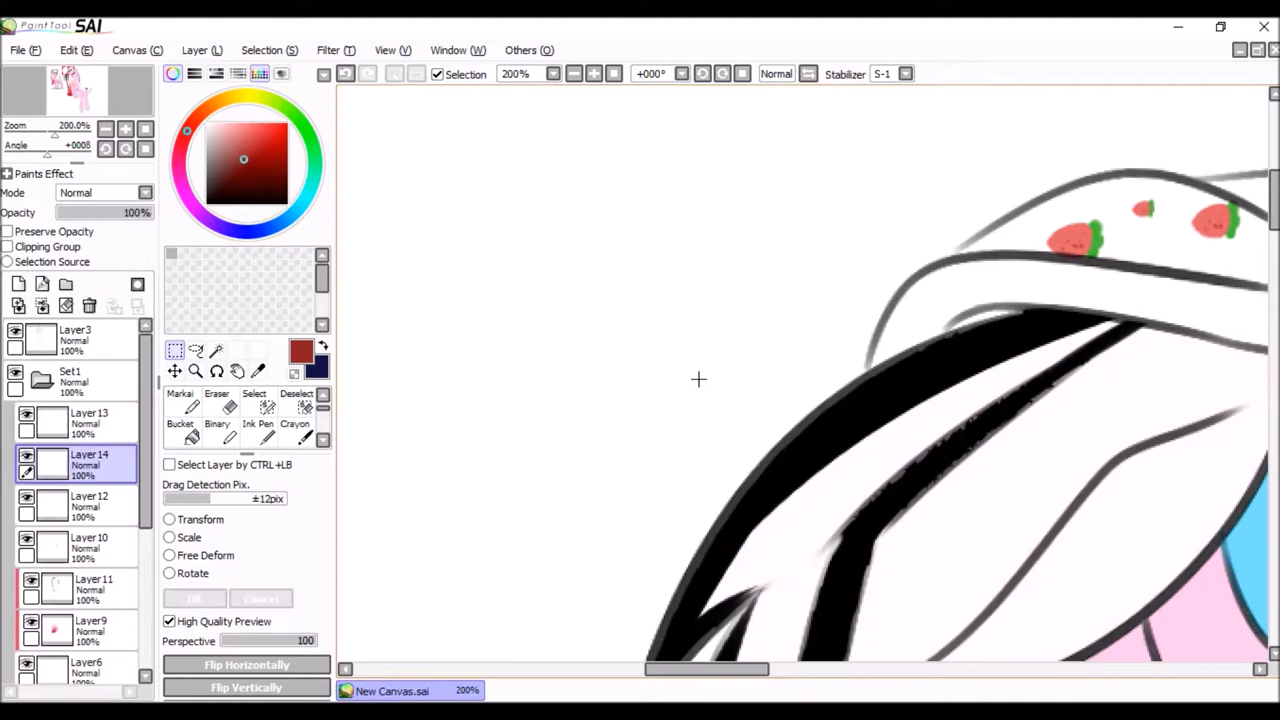 PaintTool SAI
File (F) Edit (E) Canvas (C) Layer (L) Selection (S) Filter (T) View (V) Window (W) Others (O)
Selection 200% +000° Normal Stabilizer S-1
Zoom 200.0%
Angle +0008
Paints Effect
Mode Normal
Opacity 100%
Preserve Opacity
Clipping Group
Selection Source
Layer3
100%
Set1
100%
Layer13
Normal
100%
Layer14
Normal
100%
Layer12
Normal
100%
Layer10
Normal
100%
Layer11
Normal
100%
Layer9
Normal
100%
Layer6
Normal
Markai Eraser Select Deselect
Bucket Binary Ink Pen Crayon
Select Layer by CTRL+LB
Drag Detection Pix.
±12pix
Transform
Scale
Free Deform
Rotate
Cancel
High Quality Preview
Perspective 100
Flip Horizontally
Flip Vertically
New Canvas.sai 200%